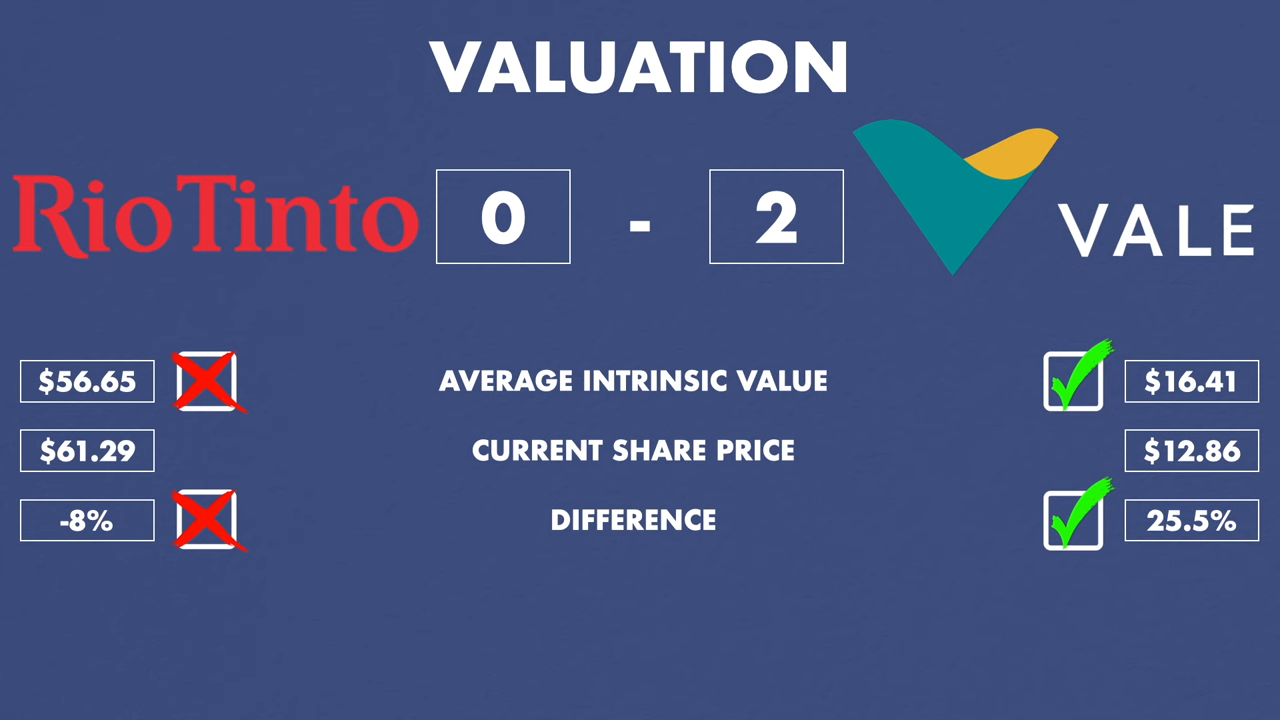 VALUATION
RioTinto 0 - 2 VALE
$56.65 AVERAGE INTRINSIC VALUE $16.41
$61.29 CURRENT SHARE PRICE $12.86
-8% DIFFERENCE 25.5%